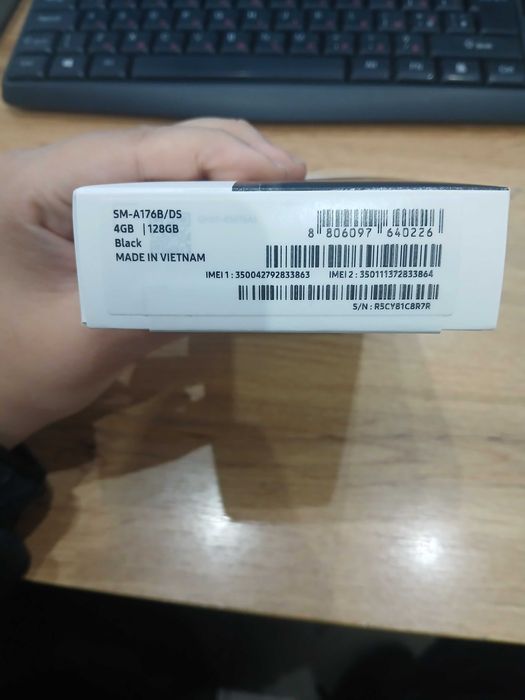 SM-A176B/DS
4GB |128GB
Black
MADE IN VIETNAM
8 806097 640226
IMEI 1 : 350042792833863 IMEI 2 : 350111372833864
S/N : R5CY81C8R7R